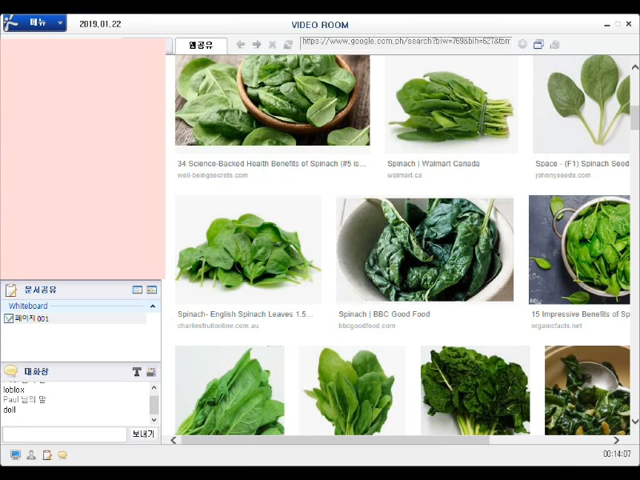 메뉴
2019.01.22
VIDEO ROOM
웹공유
https://www.google.com.ph/search?biw=769&bih=627&tbm
34 Science-Backed Health Benefits of Spinach (#5 is...
well-beingsecrets.com
Spinach | Walmart Canada
walmart.ca
Space - (F1) Spinach Seed
johnnyseeds.com
Spinach- English Spinach Leaves 1.5...
charliesfruitonline.com.au
Spinach | BBC Good Food
bbcgoodfood.com
15 Impressive Benefits of Sp
organicfacts.net
문서공유
Whiteboard
페이지 001
대화창
loblox
Paul 님의 말
doll
보내기
00:14:07